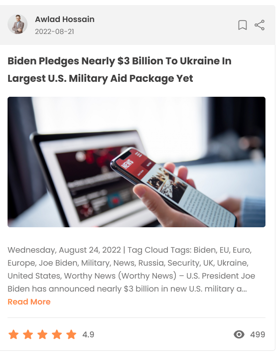 Awlad Hossain
2022-08-21
Biden Pledges Nearly $3 Billion To Ukraine In
Largest U.S. Military Aid Package Yet
Wednesday, August 24, 2022 | Tag Cloud Tags: Biden, EU, Euro,
Europe, Joe Biden, Military, News, Russia, Security, UK, Ukraine,
United States, Worthy News (Worthy News) – U.S. President Joe
Biden has announced nearly $3 billion in new U.S. military a...
Read More
4.9
499